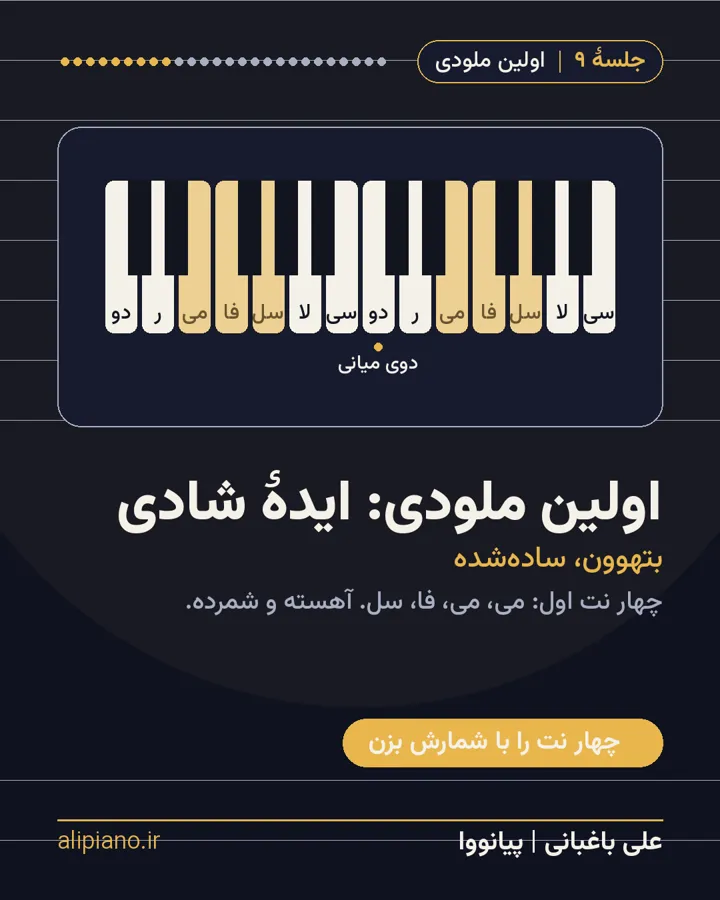 جلسهٔ ۹ | اولین ملودی
دو ر می فا سل لا سی دو ر می فا سل لا سی
دوی میانی
اولین ملودی: ایدهٔ شادی
بتهوون، ساده‌شده
چهار نت اول: می، می، فا، سل. آهسته و شمرده.
چهار نت را با شمارش بزن
علی باغبانی | پیانووا
alipiano.ir